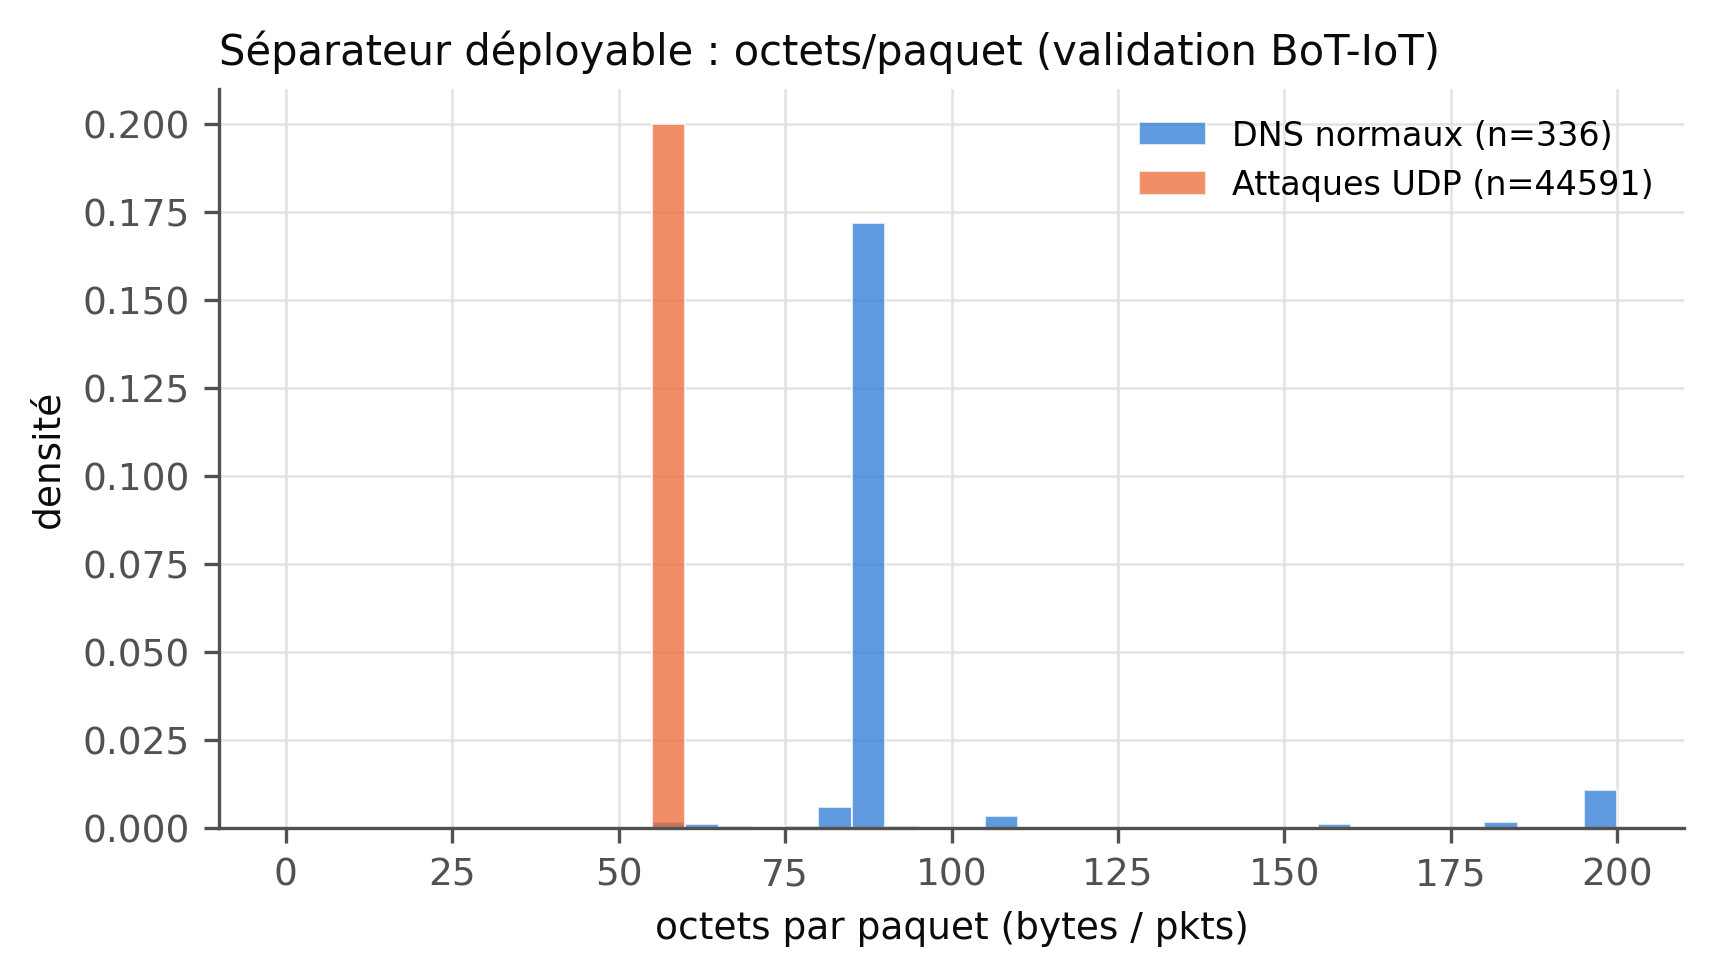 Séparateur déployable : octets/paquet (validation BoT-IoT)
DNS normaux (n=336)
Attaques UDP (n=44591)
densité
0.200
0.175
0.150
0.125
0.100
0.075
0.050
0.025
0.000
0 25 50 75 100 125 150 175 200
octets par paquet (bytes / pkts)